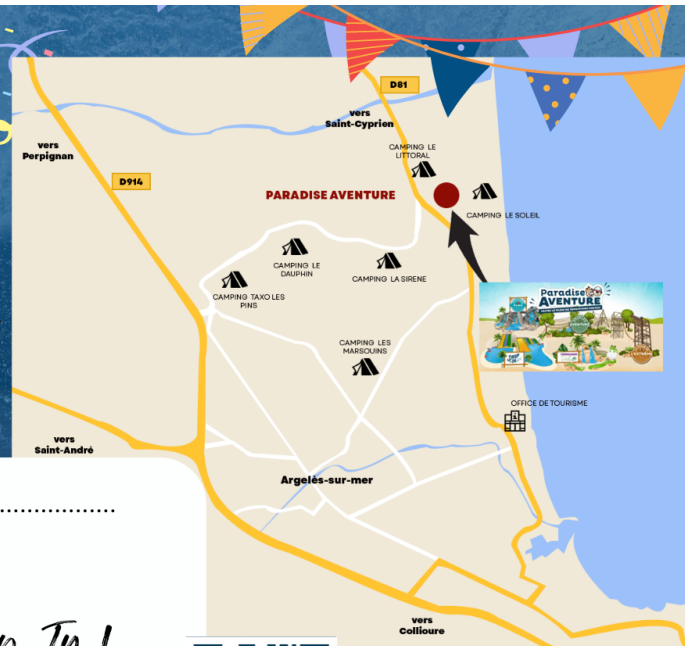 D81
vers
Saint-Cyprien
vers
Perpignan
CAMPING LE
LITTORAL
D914
PARADISE AVENTURE
CAMPING LE SOLEIL
CAMPING LE
DAUPHIN
CAMPING LA SIRENE
CAMPING TAXO LES
PINS
Paradise
AVENTURE
CAMPING LES
MARSOUINS
OFFICE DE TOURISME
vers
Saint-André
Argelès-sur-mer
vers
Collioure